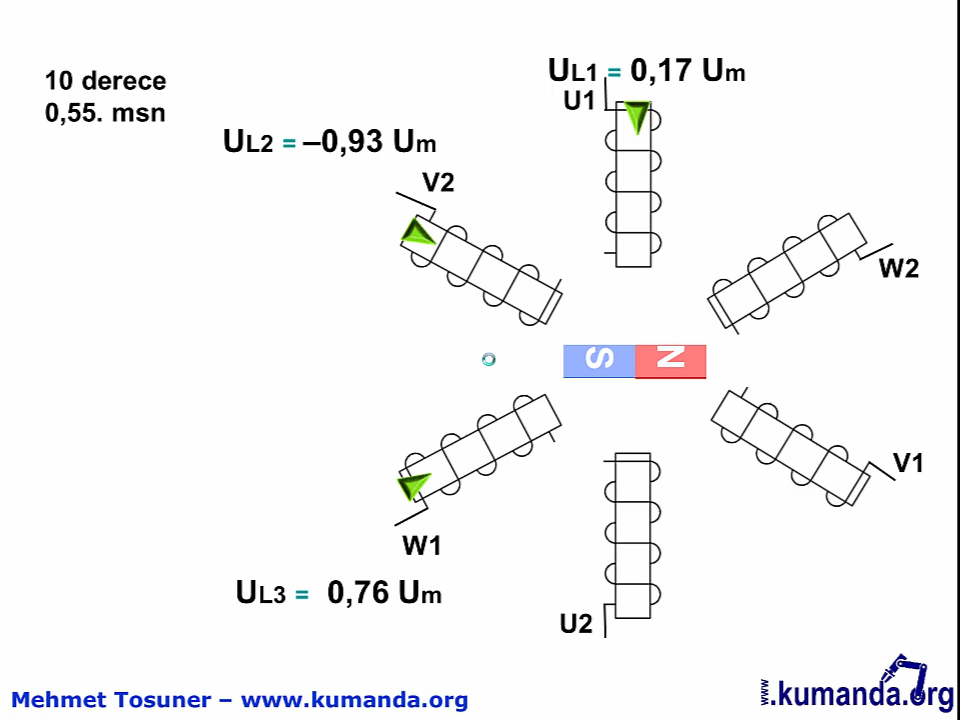 10 derece
0,55. msn
UL1 = 0,17 Um
U1
UL2 = –0,93 Um
V2
W2
S N
V1
W1
UL3 = 0,76 Um
U2
Mehmet Tosuner – www.kumanda.org
www.kumanda.org